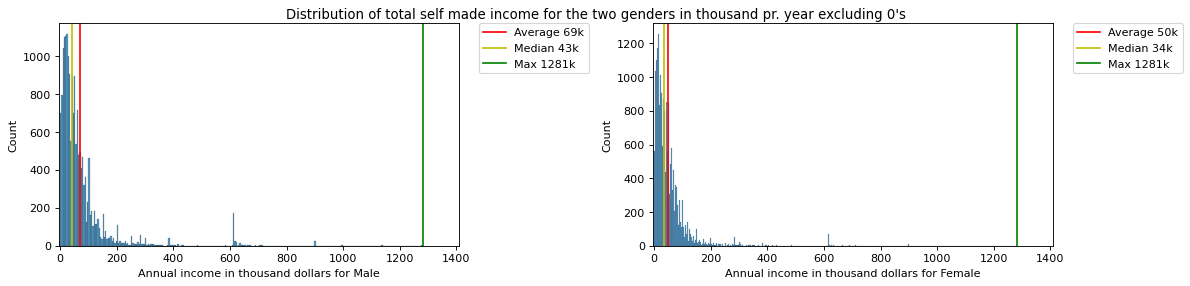 Distribution of total self made income for the two genders in thousand pr. year excluding 0's
Average 69k
Median 43k
Max 1281k
Count
1000
800
600
400
200
0
0 200 400 600 800 1000 1200 1400
Annual income in thousand dollars for Male
Average 50k
Median 34k
Max 1281k
Count
1200
1000
800
600
400
200
0
0 200 400 600 800 1000 1200 1400
Annual income in thousand dollars for Female